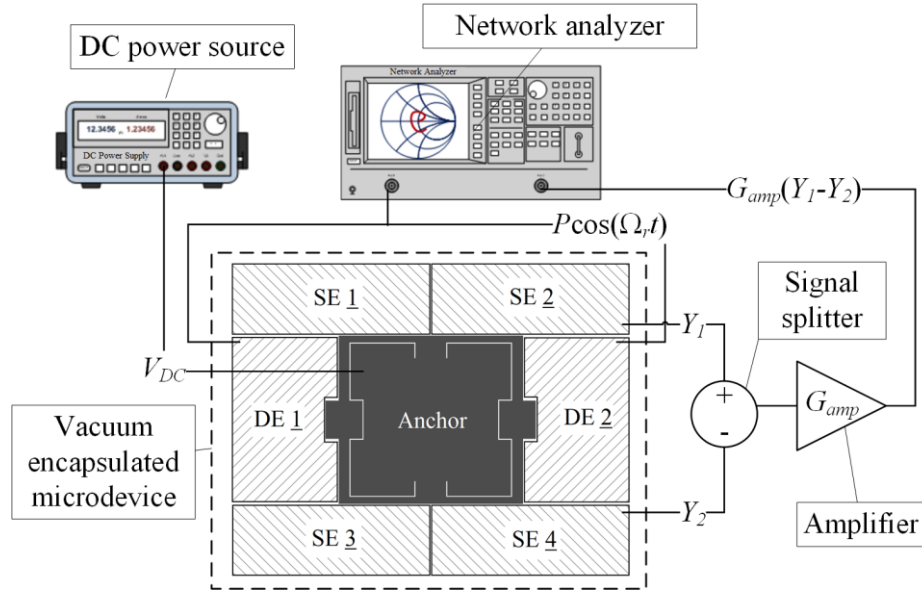 DC power source
Network analyzer
Network Analyzer
12.3456
1.23456
DC Power Supply
G_amp(Y_1-Y_2)
Pcos(Ω_r t)
SE 1
SE 2
Signal
splitter
Y_1
V_DC
+
-
G_amp
DE 1
Anchor
DE 2
Vacuum
encapsulated
microdevice
Y_2
SE 3
SE 4
Amplifier